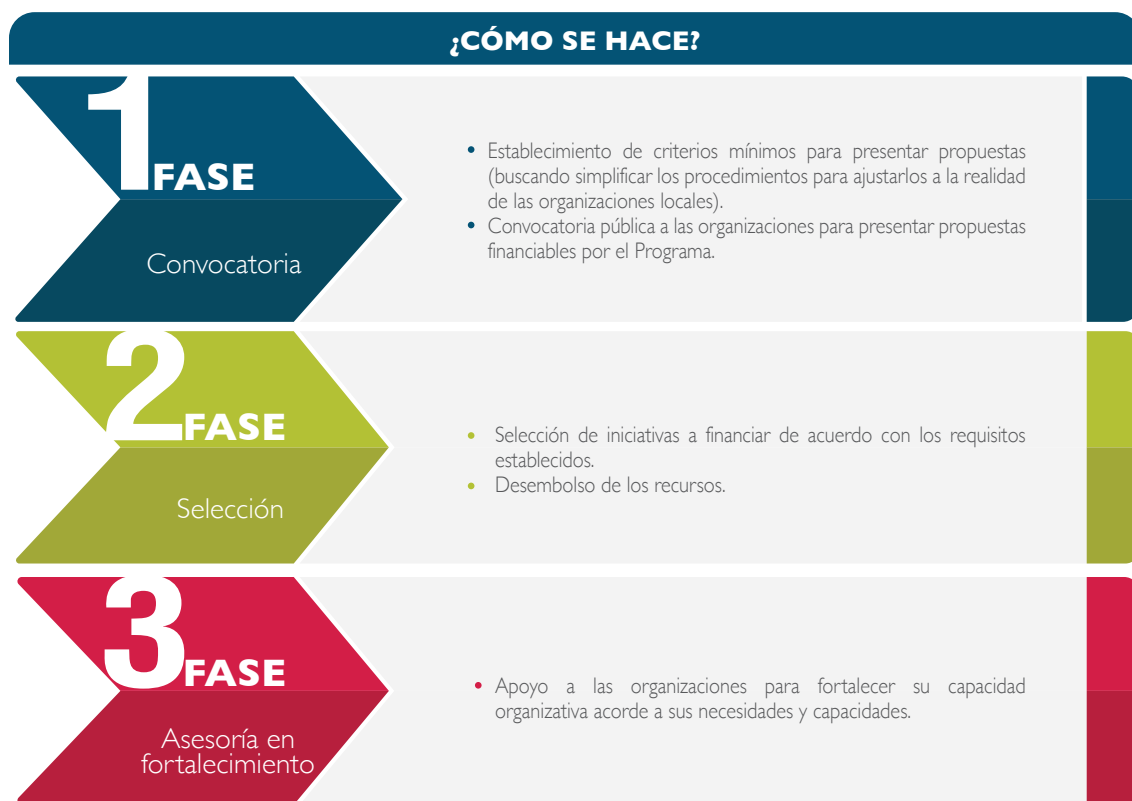 ¿CÓMO SE HACE?
1 FASE
Convocatoria
• Establecimiento de criterios mínimos para presentar propuestas
(buscando simplificar los procedimientos para ajustarlos a la realidad
de las organizaciones locales).
• Convocatoria pública a las organizaciones para presentar propuestas
financiables por el Programa.
2 FASE
Selección
• Selección de iniciativas a financiar de acuerdo con los requisitos
establecidos.
• Desembolso de los recursos.
3 FASE
Asesoría en
fortalecimiento
• Apoyo a las organizaciones para fortalecer su capacidad
organizativa acorde a sus necesidades y capacidades.